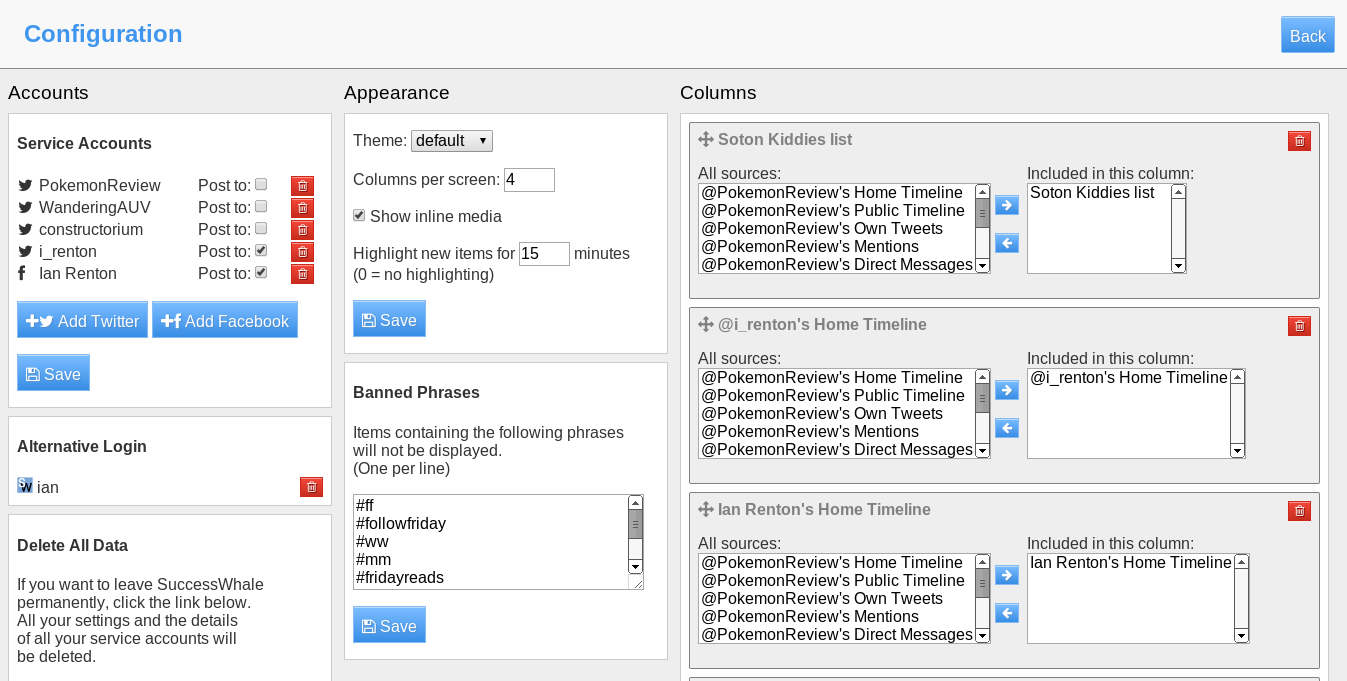 Configuration
Back
Accounts
Service Accounts
PokemonReview Post to:
WanderingAUV Post to:
constructorium Post to:
i_renton Post to:
Ian Renton Post to:
Add Twitter Add Facebook
Save
Alternative Login
SW ian
Delete All Data
If you want to leave SuccessWhale
permanently, click the link below.
All your settings and the details
of all your service accounts will
be deleted.
Appearance
Theme: default
Columns per screen: 4
Show inline media
Highlight new items for 15 minutes
(0 = no highlighting)
Save
Banned Phrases
Items containing the following phrases
will not be displayed.
(One per line)
#ff
#followfriday
#ww
#mm
#fridayreads
Save
Columns
Soton Kiddies list
All sources:
@PokemonReview's Home Timeline
@PokemonReview's Public Timeline
@PokemonReview's Own Tweets
@PokemonReview's Mentions
@PokemonReview's Direct Messages
Included in this column:
Soton Kiddies list
@i_renton's Home Timeline
All sources:
@PokemonReview's Home Timeline
@PokemonReview's Public Timeline
@PokemonReview's Own Tweets
@PokemonReview's Mentions
@PokemonReview's Direct Messages
Included in this column:
@i_renton's Home Timeline
Ian Renton's Home Timeline
All sources:
@PokemonReview's Home Timeline
@PokemonReview's Public Timeline
@PokemonReview's Own Tweets
@PokemonReview's Mentions
@PokemonReview's Direct Messages
Included in this column:
Ian Renton's Home Timeline